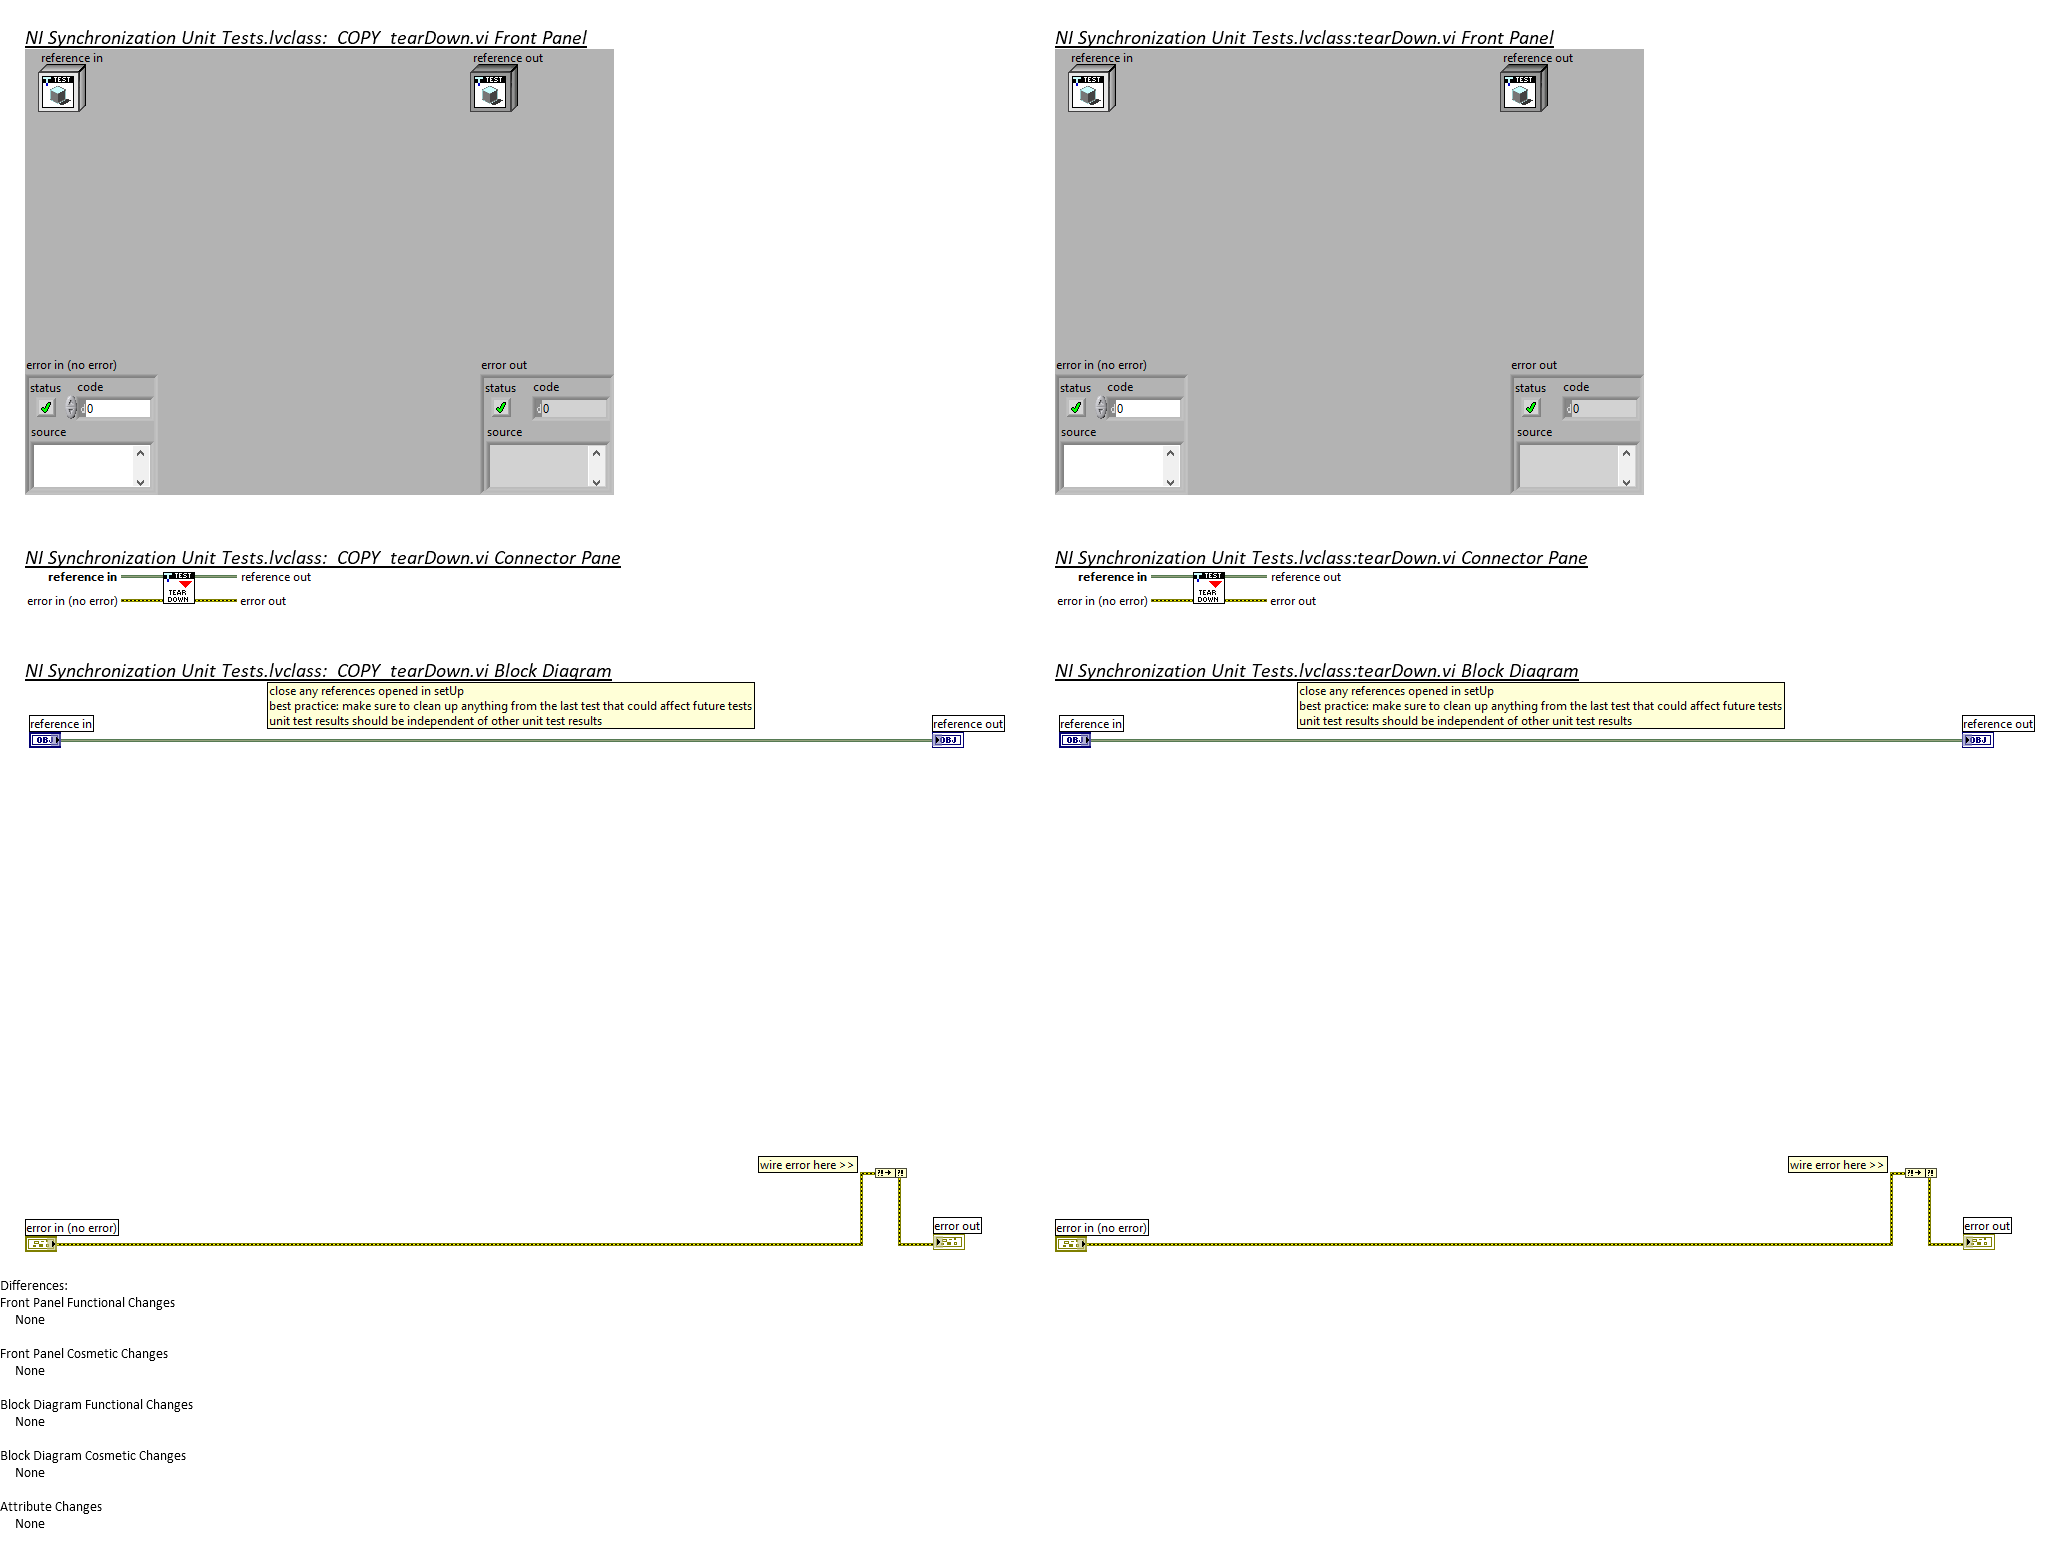 NI Synchronization Unit Tests.lvclass:_COPY_tearDown.vi Front Panel
reference in
reference out
TEST
TEST
error in (no error)
error out
status code
status code
0
0
source
source
NI Synchronization Unit Tests.lvclass:_COPY_tearDown.vi Connector Pane
reference in
TEST
reference out
error in (no error)
TEAR
DOWN
error out
NI Synchronization Unit Tests.lvclass:_COPY_tearDown.vi Block Diagram
close any references opened in setUp
best practice: make sure to clean up anything from the last test that could affect future tests
unit test results should be independent of other unit test results
reference in
OBJ
reference out
OBJ
wire error here >>
?! ?!
error in (no error)
error out
NI Synchronization Unit Tests.lvclass:tearDown.vi Front Panel
reference in
reference out
TEST
TEST
error in (no error)
error out
status code
status code
0
0
source
source
NI Synchronization Unit Tests.lvclass:tearDown.vi Connector Pane
reference in
TEST
reference out
error in (no error)
TEAR
DOWN
error out
NI Synchronization Unit Tests.lvclass:tearDown.vi Block Diagram
close any references opened in setUp
best practice: make sure to clean up anything from the last test that could affect future tests
unit test results should be independent of other unit test results
reference in
OBJ
reference out
OBJ
wire error here >>
?! ?!
error in (no error)
error out
Differences:
Front Panel Functional Changes
None
Front Panel Cosmetic Changes
None
Block Diagram Functional Changes
None
Block Diagram Cosmetic Changes
None
Attribute Changes
None